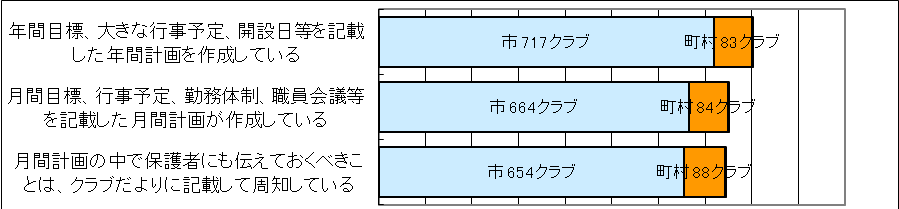 年間目標、大きな行事予定、開設日等を記載
した年間計画を作成している
市717クラブ
町村83クラブ
月間目標、行事予定、勤務体制、職員会議等
を記載した月間計画が作成している
市664クラブ
町村84クラブ
月間計画の中で保護者にも伝えておくべきこ
とは、クラブだよりに記載して周知している
市654クラブ
町村88クラブ